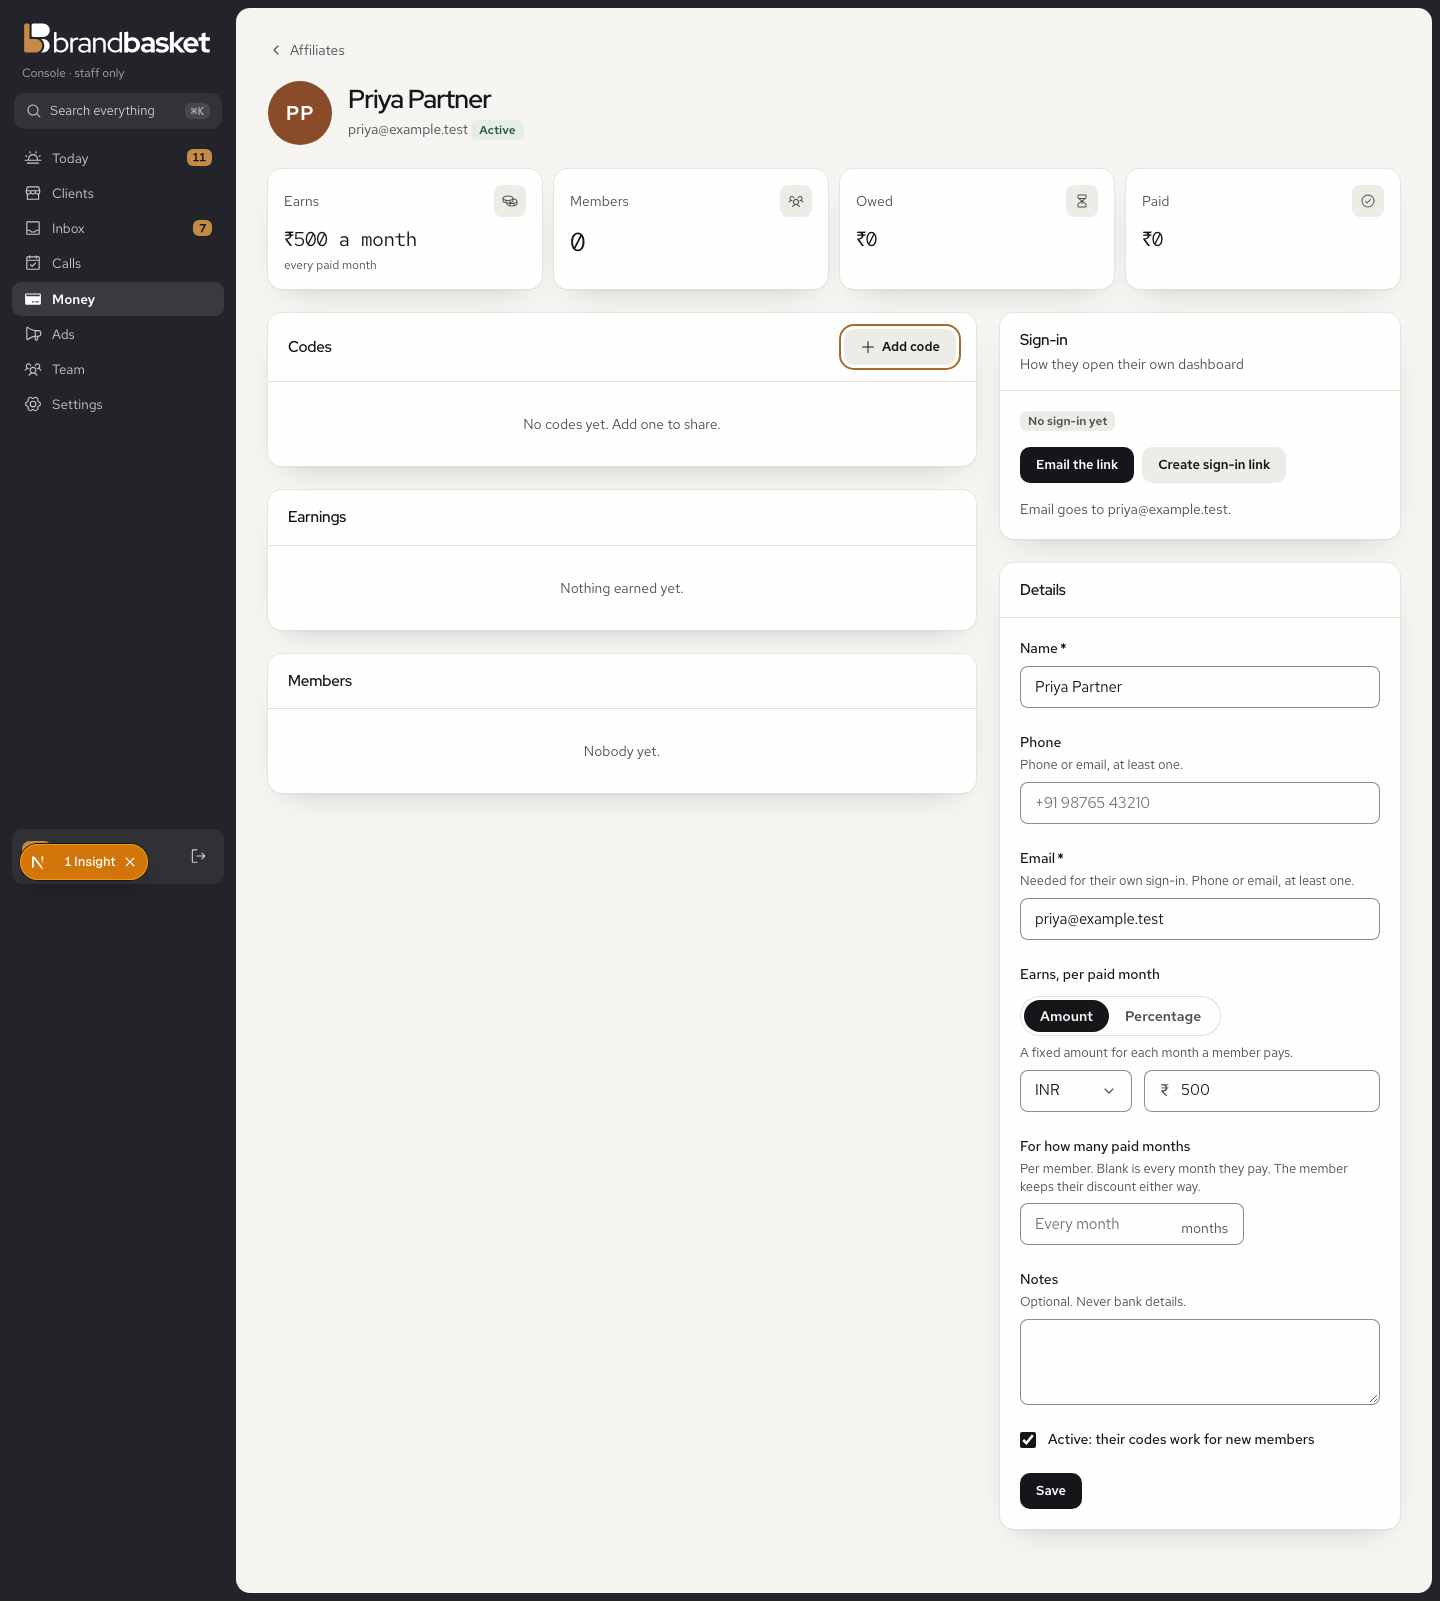 brandbasket
Console · staff only
Search everything ⌘K
Today 11
Clients
Inbox 7
Calls
Money
Ads
Team
Settings
1 Insight
Affiliates
PP
Priya Partner
priya@example.test Active
Earns
₹500 a month
every paid month
Members
0
Owed
₹0
Paid
₹0
Codes
Add code
No codes yet. Add one to share.
Earnings
Nothing earned yet.
Members
Nobody yet.
Sign-in
How they open their own dashboard
No sign-in yet
Email the link
Create sign-in link
Email goes to priya@example.test.
Details
Name *
Priya Partner
Phone
Phone or email, at least one.
+91 98765 43210
Email *
Needed for their own sign-in. Phone or email, at least one.
priya@example.test
Earns, per paid month
Amount Percentage
A fixed amount for each month a member pays.
INR ₹ 500
For how many paid months
Per member. Blank is every month they pay. The member
keeps their discount either way.
Every month months
Notes
Optional. Never bank details.
Active: their codes work for new members
Save